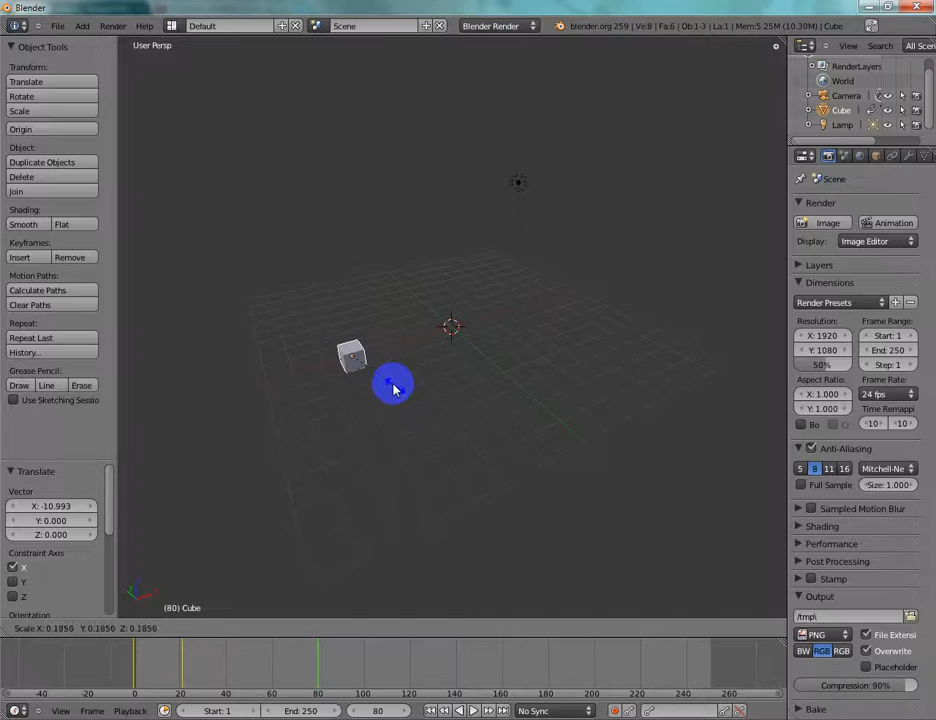 Blender
File Add Render Help Default Scene Blender Render blender.org 259 | Ve:8 | Fa:6 | Ob:1-3 | La:1 | Mem:5.25M (10.30M) | Cube
Object Tools
Transform:
Translate
Rotate
Scale
Origin
Object:
Duplicate Objects
Delete
Join
Shading:
Smooth Flat
Keyframes:
Insert Remove
Motion Paths:
Calculate Paths
Clear Paths
Repeat:
Repeat Last
History...
Grease Pencil:
Draw Line Erase
Use Sketching Sessio
Translate
Vector
X: -10.993
Y: 0.000
Z: 0.000
Constraint Axis
X
Y
Z
Orientation
User Persp
(80) Cube
Scale X: 0.1850 Y: 0.1850 Z: 0.1850
-40 -20 0 20 40 60 80 100 120 140 160 180 200 220 240 260
View Frame Playback Start: 1 End: 250 80 No Sync
View Search All Scen
RenderLayers
World
Camera
Cube
Lamp
Scene
Render
Image Animation
Display: Image Editor
Layers
Dimensions
Render Presets
Resolution: Frame Range:
X: 1920 Start: 1
Y: 1080 End: 250
50% Step: 1
Aspect Ratio: Frame Rate:
X: 1.000 24 fps
Y: 1.000 Time Remappi
Bo 10 10
Anti-Aliasing
5 8 11 16 Mitchell-Ne
Full Sample Size: 1.000
Sampled Motion Blur
Shading
Performance
Post Processing
Stamp
Output
/tmp\
PNG File Extensi
BW RGB RGB Overwrite
Placeholder
Compression: 90%
Bake